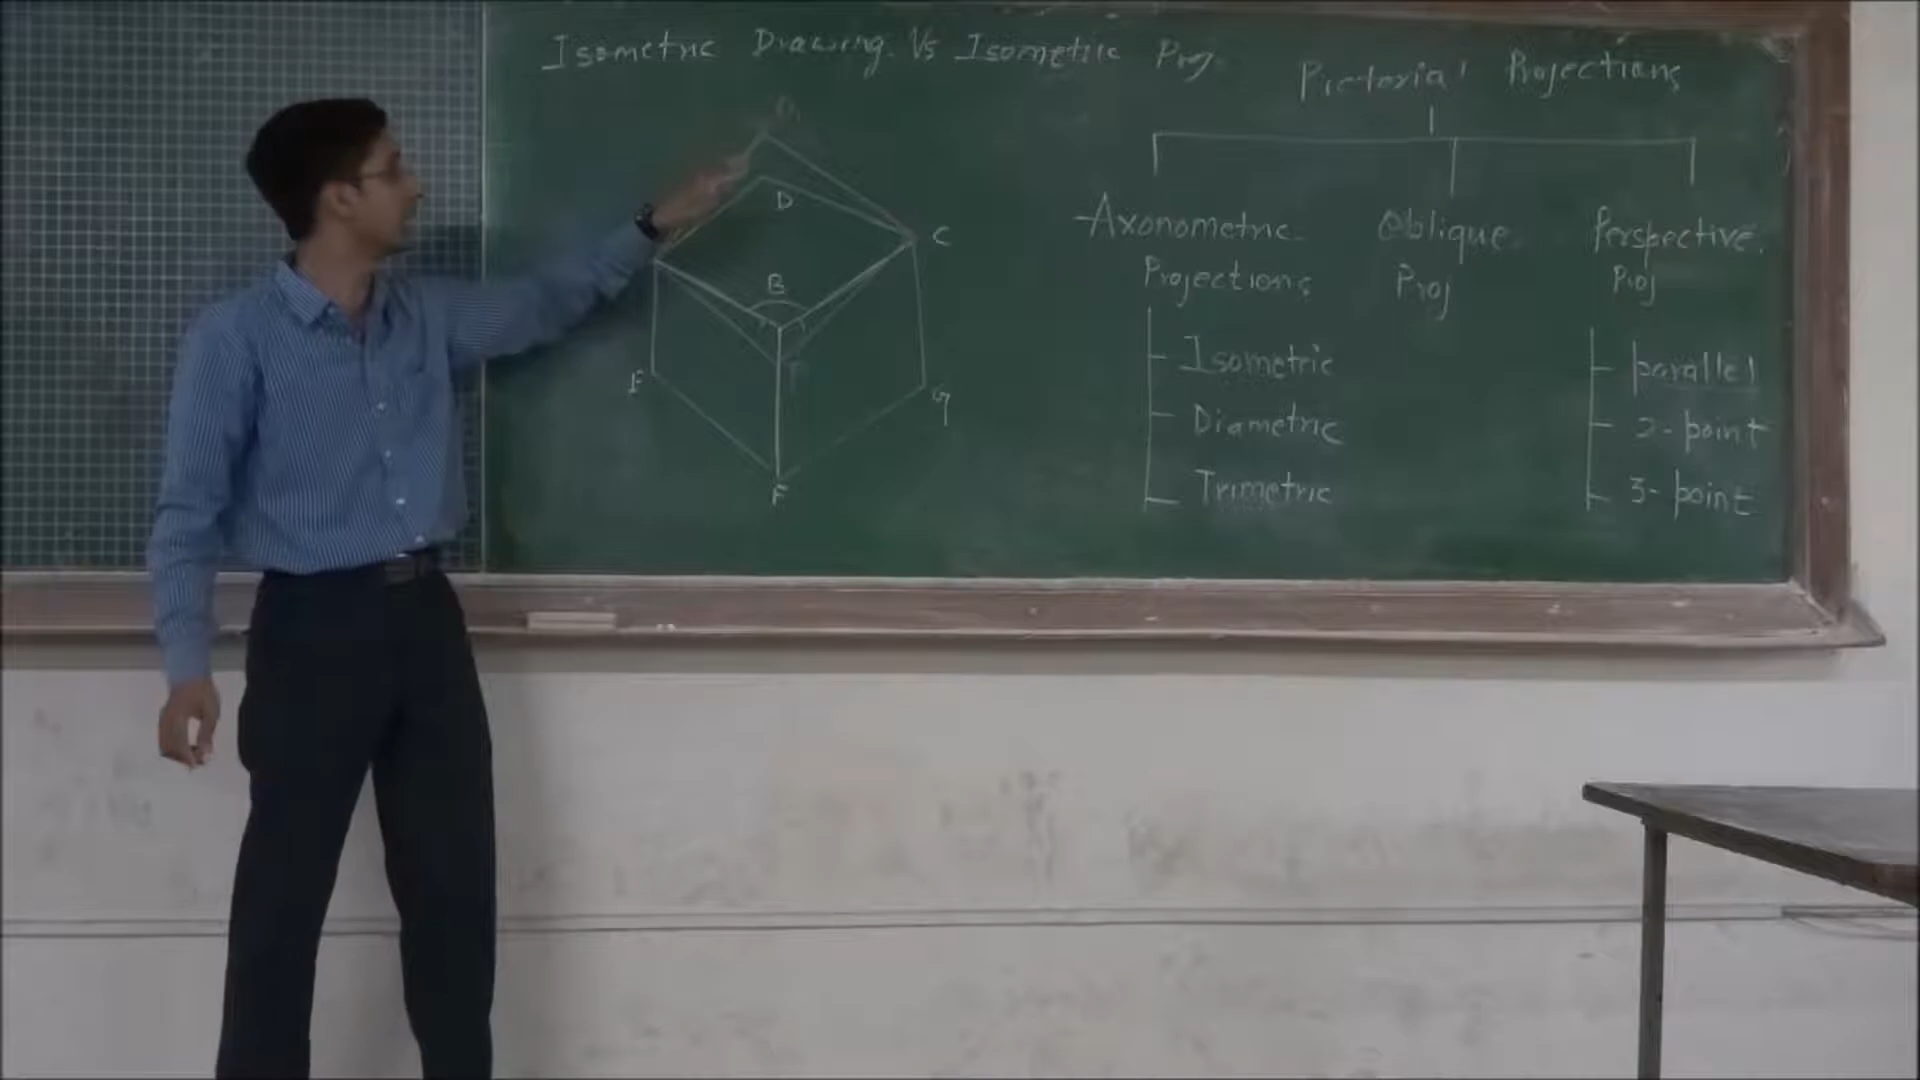 Isometric Drawing Vs Isometric Proj.
D
C
B
E
G
F
Pictorial Projections
Axonometric Projections
Oblique Proj
Perspective Proj
Isometric
Diametric
Trimetric
parallel
2-point
3-point